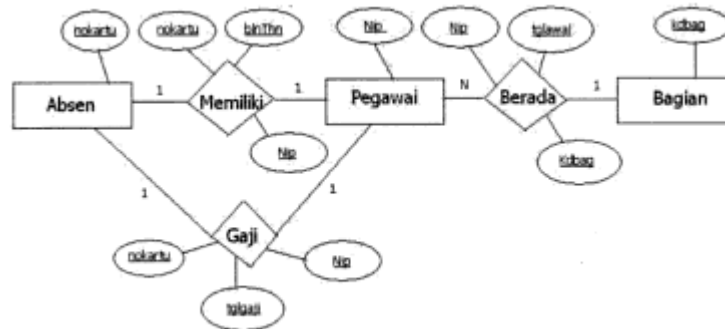 nokartu
nokartu
blnThn
Nip
Nip
tglawal
kdbag
Absen
1
Memiliki
1
Pegawai
N
Berada
1
Bagian
Nip
Kdbag
1
1
Gaji
nokartu
Nip
tglgaji